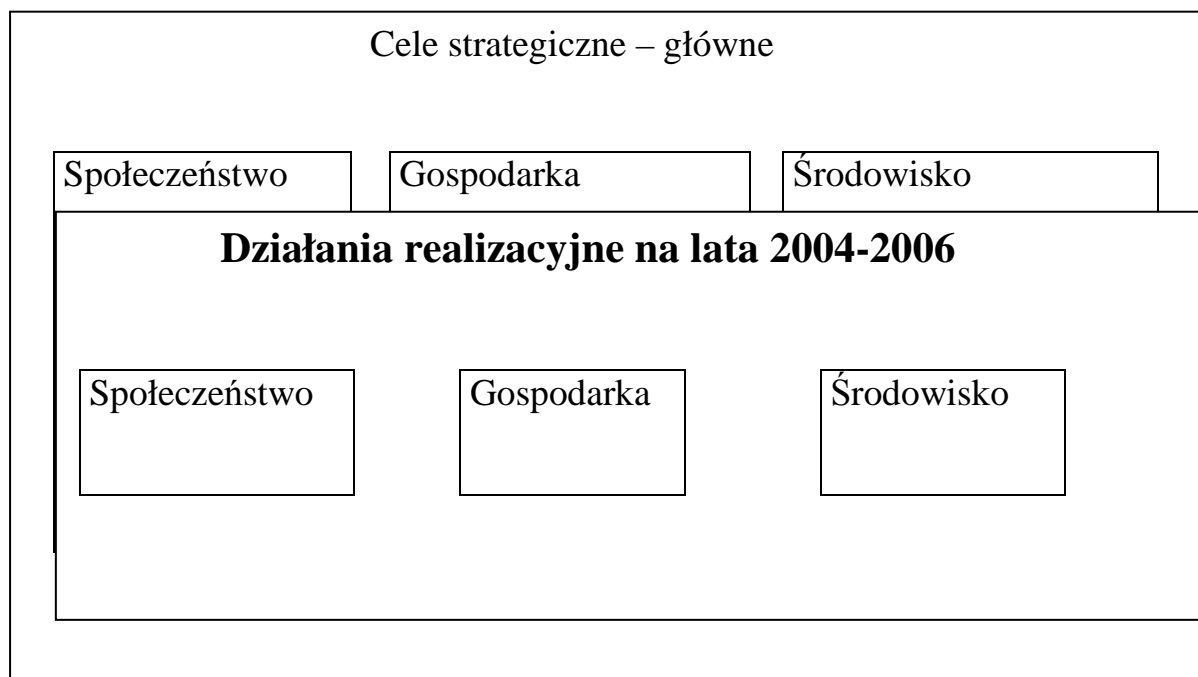 Cele strategiczne – główne
Społeczeństwo Gospodarka Środowisko
Działania realizacyjne na lata 2004-2006
Społeczeństwo Gospodarka Środowisko